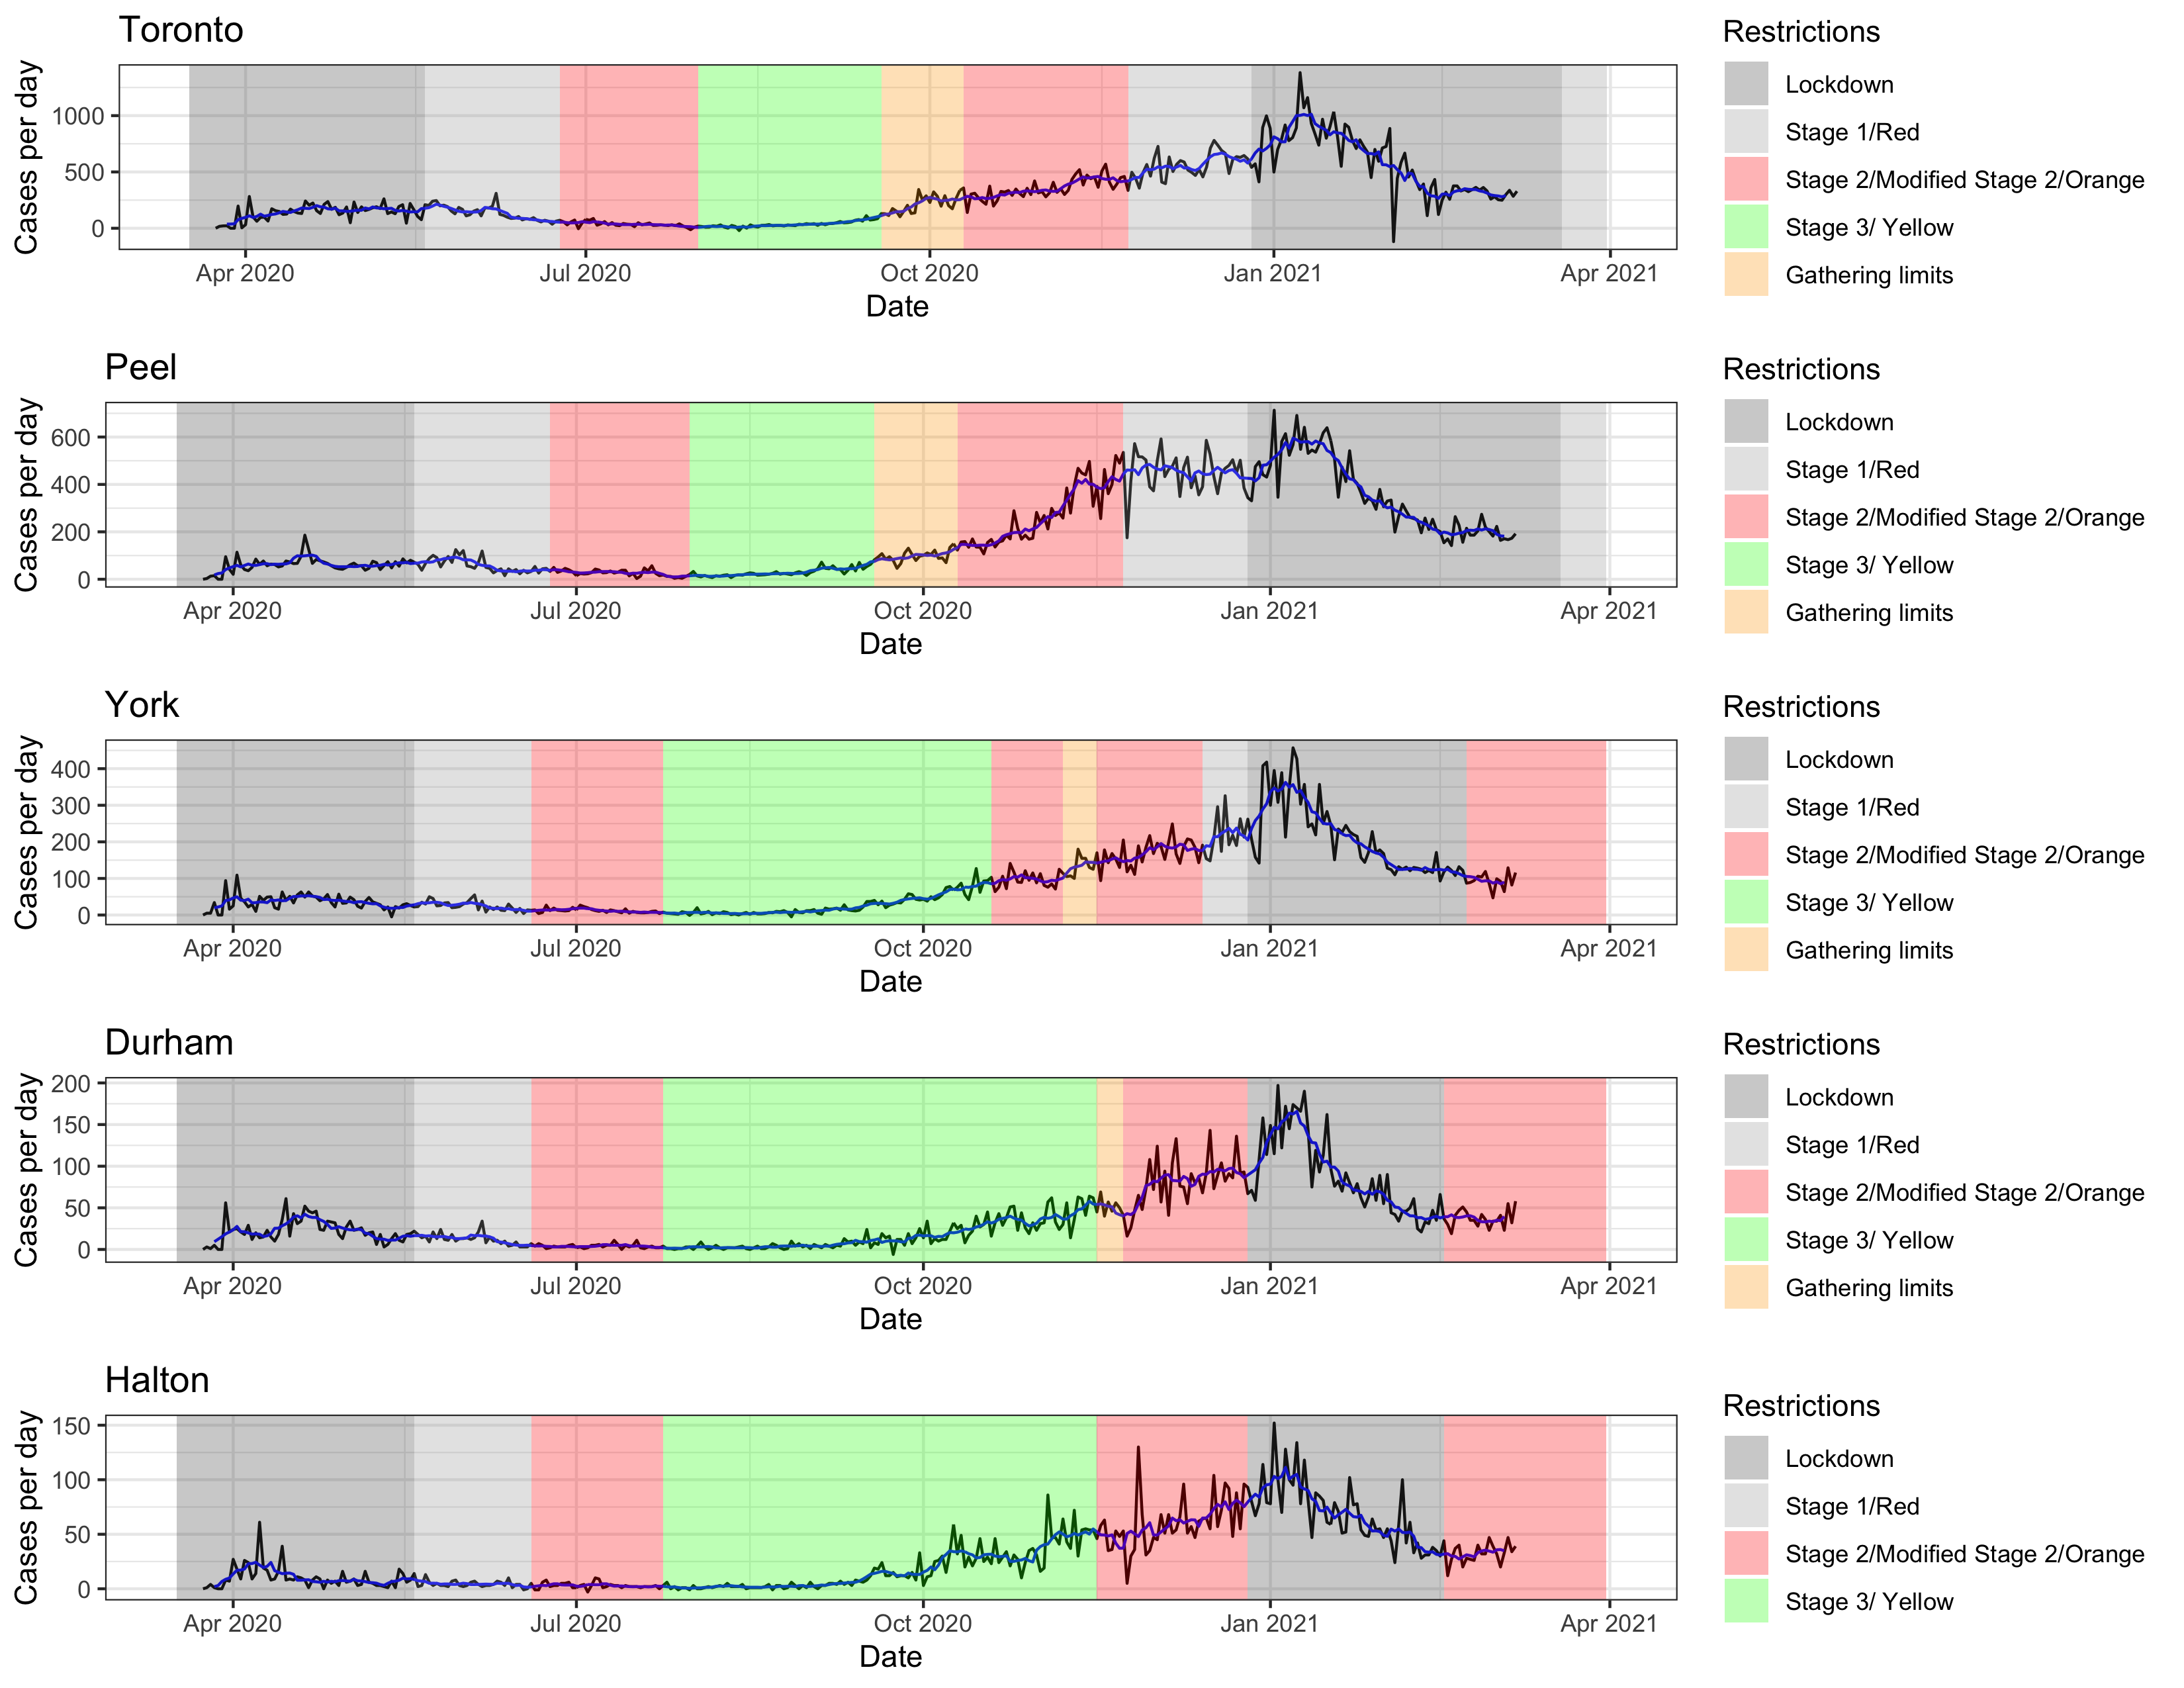 Toronto
Cases per day
1000
500
0
Apr 2020 Jul 2020 Oct 2020 Jan 2021 Apr 2021
Date
Restrictions
Lockdown
Stage 1/Red
Stage 2/Modified Stage 2/Orange
Stage 3/ Yellow
Gathering limits
Peel
Cases per day
600
400
200
0
Apr 2020 Jul 2020 Oct 2020 Jan 2021 Apr 2021
Date
Restrictions
Lockdown
Stage 1/Red
Stage 2/Modified Stage 2/Orange
Stage 3/ Yellow
Gathering limits
York
Cases per day
400
300
200
100
0
Apr 2020 Jul 2020 Oct 2020 Jan 2021 Apr 2021
Date
Restrictions
Lockdown
Stage 1/Red
Stage 2/Modified Stage 2/Orange
Stage 3/ Yellow
Gathering limits
Durham
Cases per day
200
150
100
50
0
Apr 2020 Jul 2020 Oct 2020 Jan 2021 Apr 2021
Date
Restrictions
Lockdown
Stage 1/Red
Stage 2/Modified Stage 2/Orange
Stage 3/ Yellow
Gathering limits
Halton
Cases per day
150
100
50
0
Apr 2020 Jul 2020 Oct 2020 Jan 2021 Apr 2021
Date
Restrictions
Lockdown
Stage 1/Red
Stage 2/Modified Stage 2/Orange
Stage 3/ Yellow